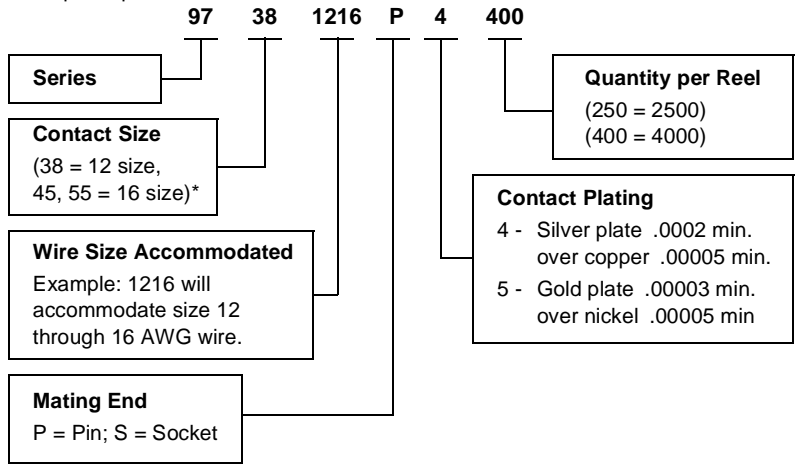 97 38 1216 P 4 400
Series
Contact Size
(38 = 12 size,
45, 55 = 16 size)*
Wire Size Accommodated
Example: 1216 will
accommodate size 12
through 16 AWG wire.
Mating End
P = Pin; S = Socket
Quantity per Reel
(250 = 2500)
(400 = 4000)
Contact Plating
4 - Silver plate .0002 min.
over copper .00005 min.
5 - Gold plate .00003 min.
over nickel .00005 min